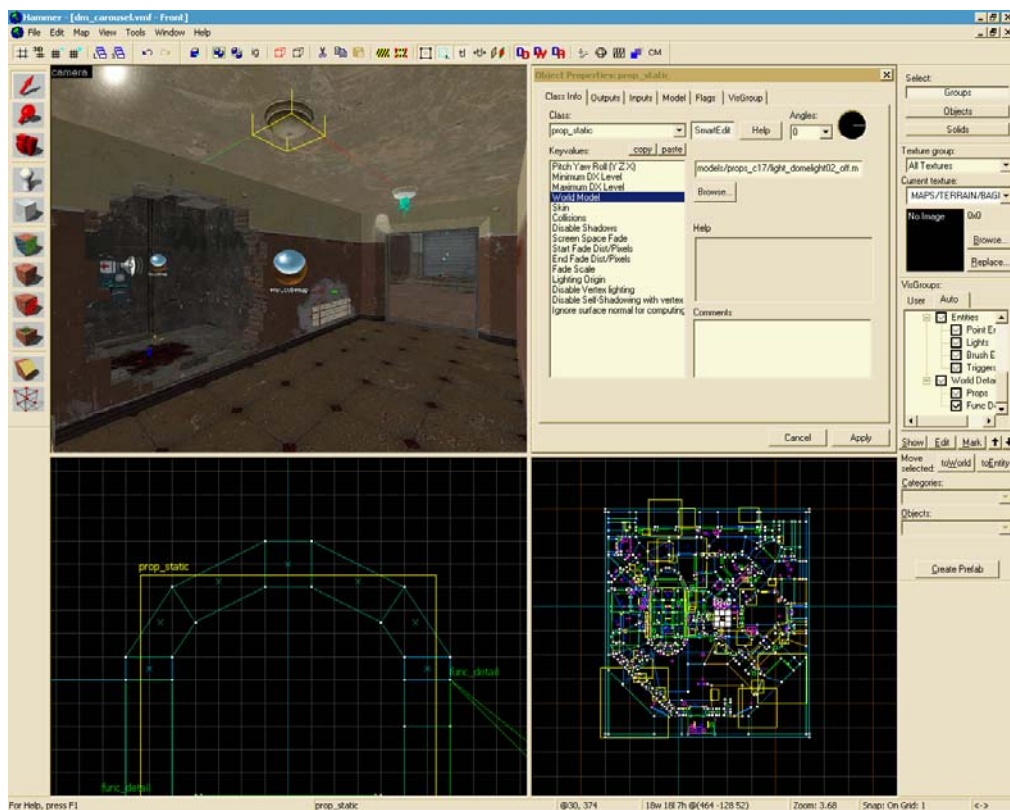 Hammer - [dm_carousel.vmf - Front]
File Edit Map View Tools Window Help
CM
camera
env_cubemap
Object Properties: prop_static
Class Info Outputs Inputs Model Flags VisGroup
Class:
prop_static
SmartEdit
Help
Angles:
0
Keyvalues:
copy paste
Pitch Yaw Roll (Y Z X)
Minimum DX Level
Maximum DX Level
World Model
Skin
Collisions
Disable Shadows
Screen Space Fade
Start Fade Dist/Pixels
End Fade Dist/Pixels
Fade Scale
Lighting Origin
Disable Vertex lighting
Disable Self-Shadowing with vertex
Ignore surface normal for computing
models/props_c17/light_domelight02_off.m
Browse...
Help
Comments
Cancel Apply
Select:
Groups
Objects
Solids
Texture group:
All Textures
Current texture:
MAPS/TERRAIN/BAGI
No Image
0x0
Browse...
Replace...
VisGroups:
User Auto
Entities
Point Er
Lights
Brush E
Triggers
World Detai
Props
Func D
Show Edit Mark
Move selected:
toWorld toEntity
Categories:
Objects:
Create Prefab
prop_static
func_detail
func_detail
For Help, press F1
prop_static
@30, 374
18w 18l 7h @(464 -128 52)
Zoom: 3.68
Snap: On Grid: 1
<->